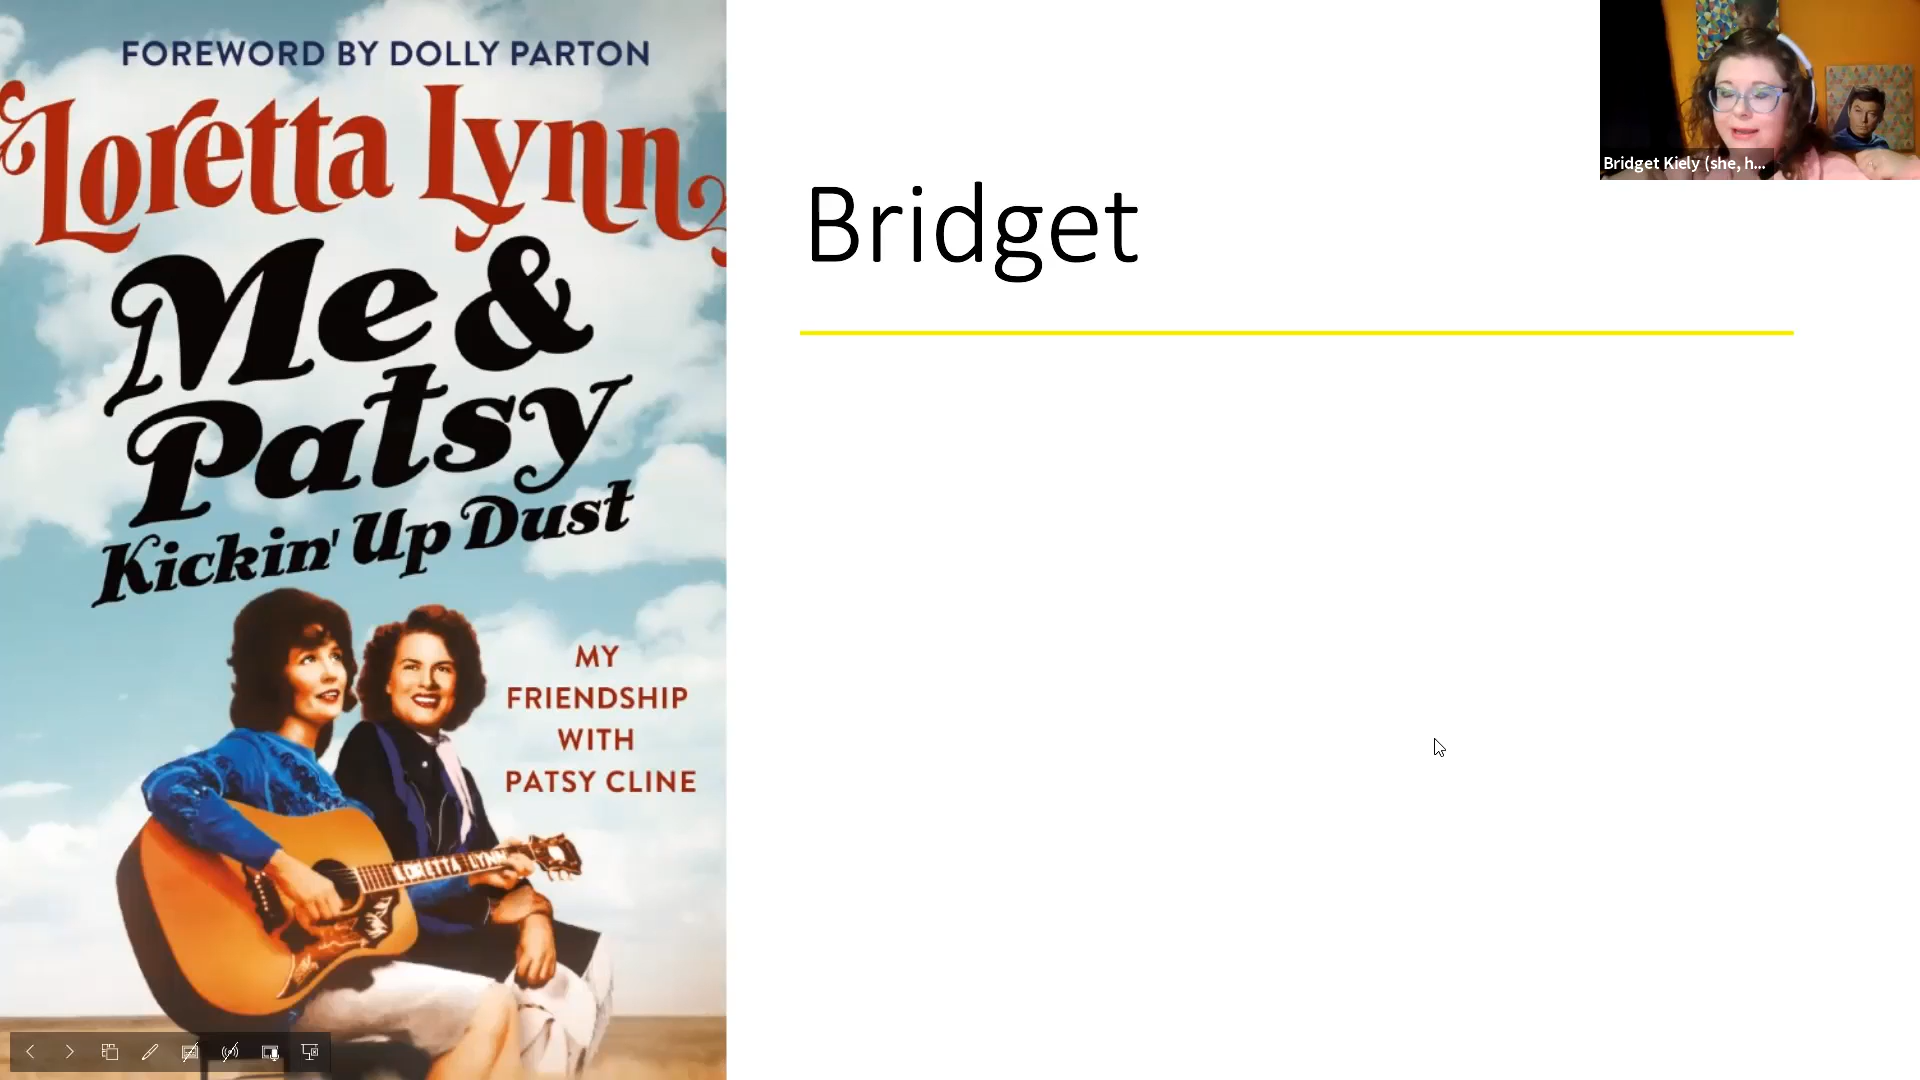 FOREWORD BY DOLLY PARTON
Loretta Lynn
Me &
Patsy
Kickin' Up Dust
MY
FRIENDSHIP
WITH
PATSY CLINE
LORETTA LYNN
Bridget
Bridget Kiely (she, h...